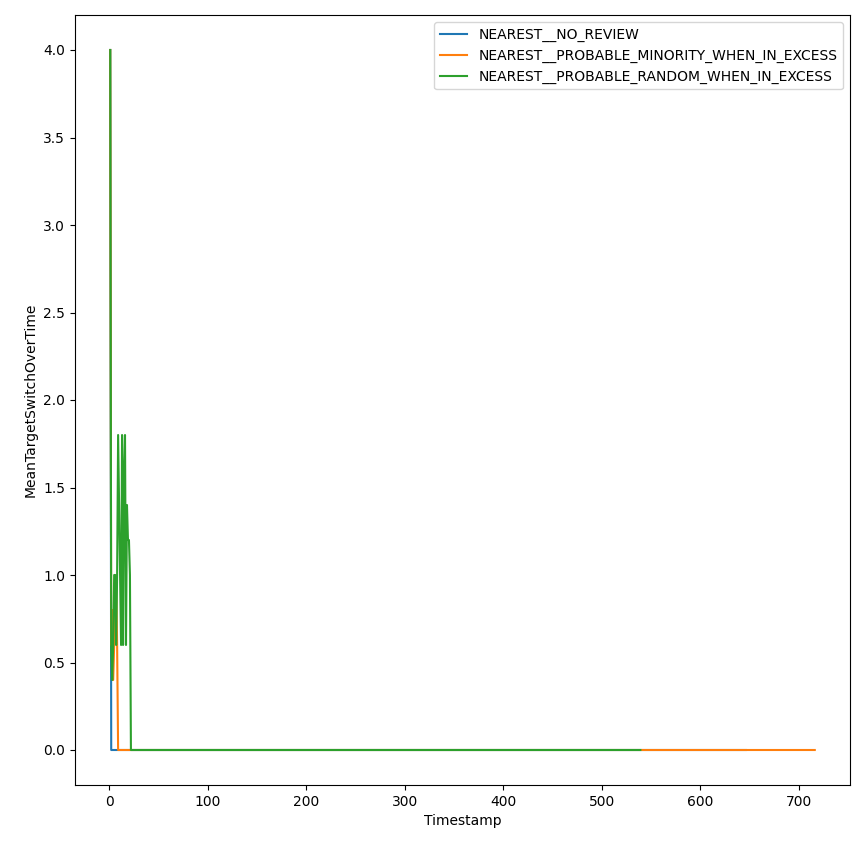 NEAREST__NO_REVIEW
NEAREST__PROBABLE_MINORITY_WHEN_IN_EXCESS
NEAREST__PROBABLE_RANDOM_WHEN_IN_EXCESS
4.0
3.5
3.0
2.5
2.0
1.5
1.0
0.5
0.0
MeanTargetSwitchOverTime
0 100 200 300 400 500 600 700
Timestamp